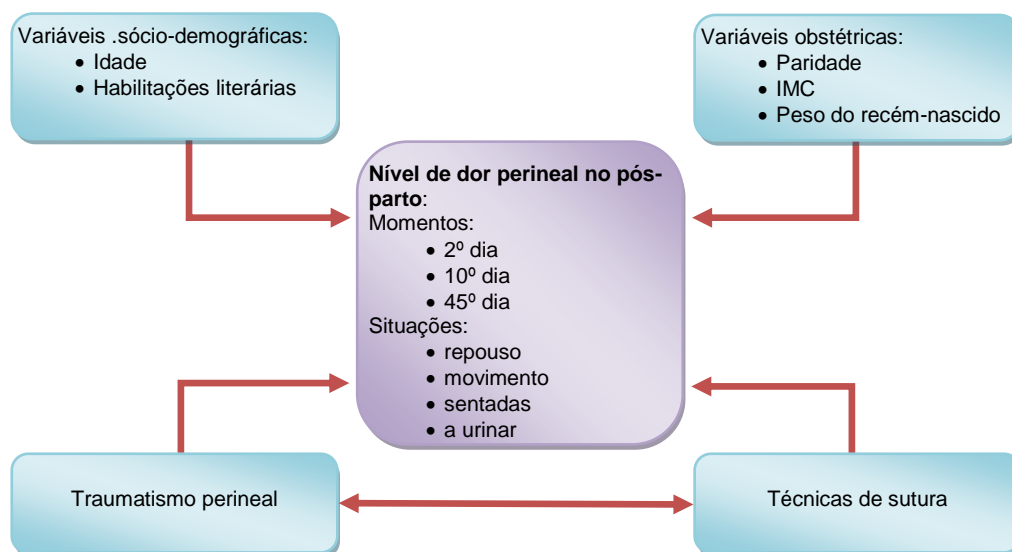 Variáveis .sócio-demográficas:
• Idade
• Habilitações literárias
Variáveis obstétricas:
• Paridade
• IMC
• Peso do recém-nascido
Nível de dor perineal no pós-
parto:
Momentos:
• 2º dia
• 10º dia
• 45º dia
Situações:
• repouso
• movimento
• sentadas
• a urinar
Traumatismo perineal
Técnicas de sutura